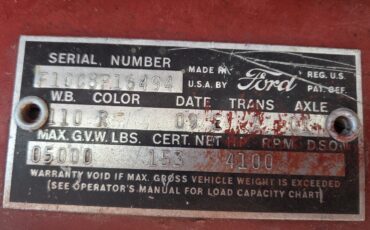 SERIAL NUMBER MADE IN Ford REG. U.S.
U.S.A. BY PAT. OFF.
W.B. COLOR DATE TRANS AXLE
110 R 09 E
MAX. G.V.W. LBS. CERT. NET HP RPM D.S.O.
05000 153 4100
WARRANTY VOID IF MAX. GROSS VEHICLE WEIGHT IS EXCEEDED
(SEE OPERATOR'S MANUAL FOR LOAD CAPACITY CHART)